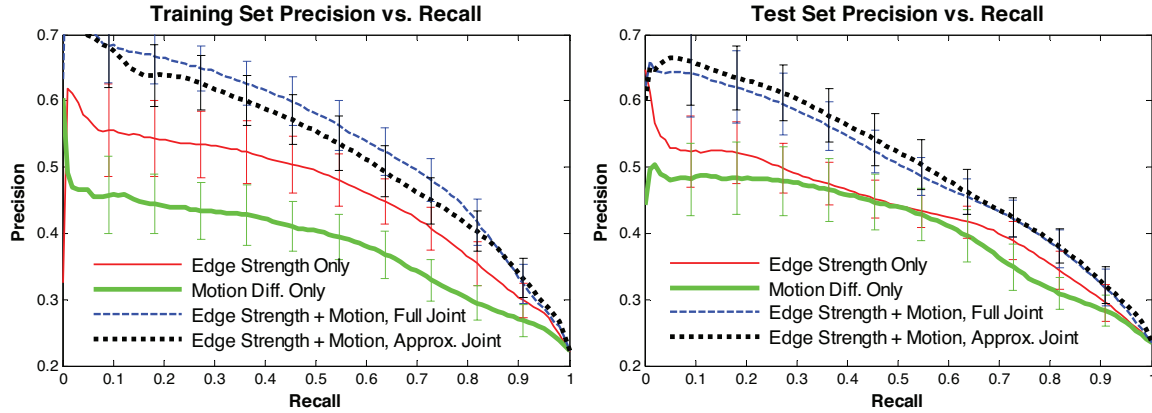 Training Set Precision vs. Recall
0.7
0.6
0.5
0.4
0.3
0.2
Precision
Edge Strength Only
Motion Diff. Only
Edge Strength + Motion, Full Joint
Edge Strength + Motion, Approx. Joint
0 0.1 0.2 0.3 0.4 0.5 0.6 0.7 0.8 0.9 1
Recall
Test Set Precision vs. Recall
0.7
0.6
0.5
0.4
0.3
0.2
Precision
Edge Strength Only
Motion Diff. Only
Edge Strength + Motion, Full Joint
Edge Strength + Motion, Approx. Joint
0 0.1 0.2 0.3 0.4 0.5 0.6 0.7 0.8 0.9 1
Recall